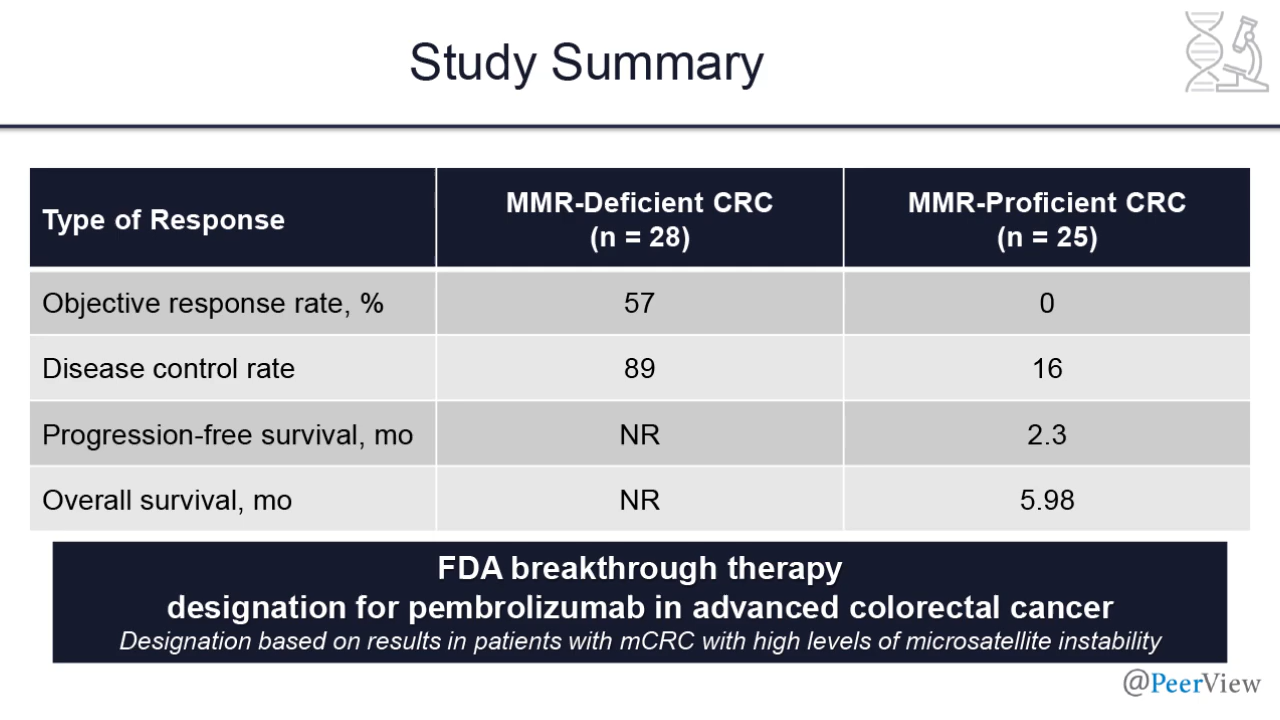 Study Summary
Type of Response
MMR-Deficient CRC
(n = 28)
MMR-Proficient CRC
(n = 25)
Objective response rate, % 57 0
Disease control rate 89 16
Progression-free survival, mo NR 2.3
Overall survival, mo NR 5.98
FDA breakthrough therapy
designation for pembrolizumab in advanced colorectal cancer
Designation based on results in patients with mCRC with high levels of microsatellite instability
@PeerView